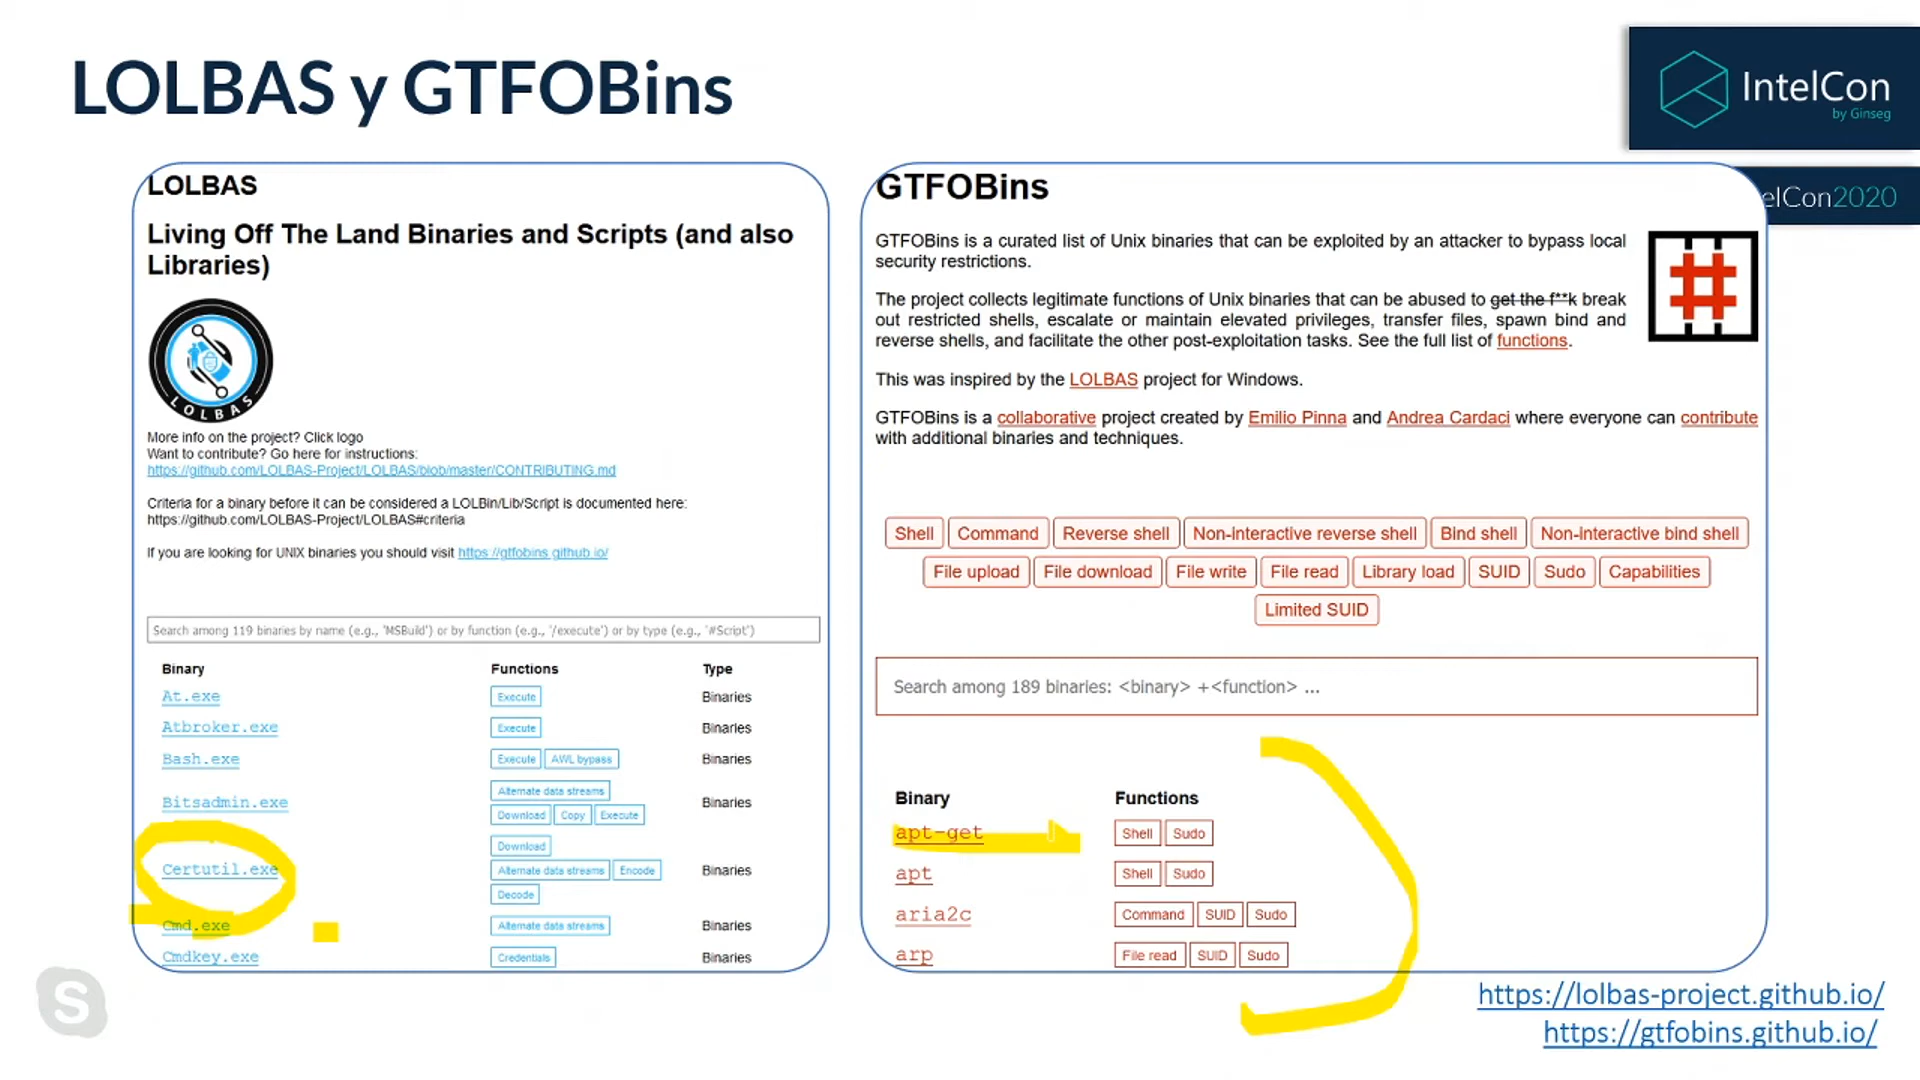 LOLBAS y GTFOBins
IntelCon
by Ginseg
elCon2020
LOLBAS
Living Off The Land Binaries and Scripts (and also
Libraries)
LOLBAS
More info on the project? Click logo
Want to contribute? Go here for instructions:
https://github.com/LOLBAS-Project/LOLBAS/blob/master/CONTRIBUTING.md
Criteria for a binary before it can be considered a LOLBin/Lib/Script is documented here:
https://github.com/LOLBAS-Project/LOLBAS#criteria
If you are looking for UNIX binaries you should visit https://gtfobins.github.io/
Search among 119 binaries by name (e.g., 'MSBuild') or by function (e.g., '/execute') or by type (e.g., '#Script')
Binary Functions Type
At.exe Execute Binaries
Atbroker.exe Execute Binaries
Bash.exe Execute AWL bypass Binaries
Alternate data streams
Bitsadmin.exe Binaries
Download Copy Execute
Download
Certutil.exe Alternate data streams Encode Binaries
Decode
Cmd.exe Alternate data streams Binaries
Cmdkey.exe Credentials Binaries
GTFOBins
GTFOBins is a curated list of Unix binaries that can be exploited by an attacker to bypass local
security restrictions.
The project collects legitimate functions of Unix binaries that can be abused to get the f**k break
out restricted shells, escalate or maintain elevated privileges, transfer files, spawn bind and
reverse shells, and facilitate the other post-exploitation tasks. See the full list of functions.
This was inspired by the LOLBAS project for Windows.
GTFOBins is a collaborative project created by Emilio Pinna and Andrea Cardaci where everyone can contribute
with additional binaries and techniques.
Shell Command Reverse shell Non-interactive reverse shell Bind shell Non-interactive bind shell
File upload File download File write File read Library load SUID Sudo Capabilities
Limited SUID
Search among 189 binaries: <binary> +<function> ...
Binary Functions
apt-get Shell Sudo
apt Shell Sudo
aria2c Command SUID Sudo
arp File read SUID Sudo
https://lolbas-project.github.io/
https://gtfobins.github.io/